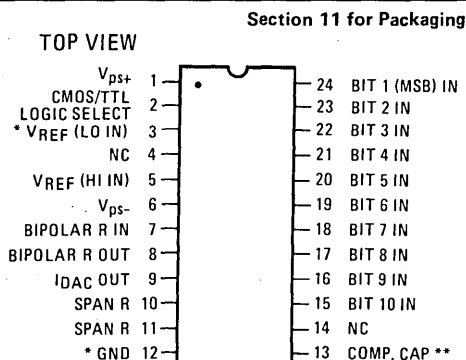 Section 11 for Packaging
TOP VIEW
Vps+ 1 24 BIT 1 (MSB) IN
CMOS/TTL
LOGIC SELECT 2 23 BIT 2 IN
* VREF (LO IN) 3 22 BIT 3 IN
NC 4 21 BIT 4 IN
VREF (HI IN) 5 20 BIT 5 IN
Vps- 6 19 BIT 6 IN
BIPOLAR R IN 7 18 BIT 7 IN
BIPOLAR R OUT 8 17 BIT 8 IN
IDAC OUT 9 16 BIT 9 IN
SPAN R 10 15 BIT 10 IN
SPAN R 11 14 NC
* GND 12 13 COMP. CAP **